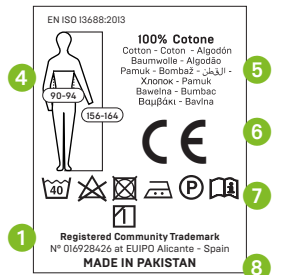 EN ISO 13688:2013
100% Cotone
Cotton - Coton - Algodón
Baumwolle - Algodão
Pamuk - Bombaž - القطن -
Хлопок - Pamuk
Bawełna - Bumbac
Βαμβάκι - Bavlna
4
5
90-94
156-164
CE
6
40
P
i
7
1
1
Registered Community Trademark
N° 016928426 at EUIPO Alicante - Spain
MADE IN PAKISTAN
8